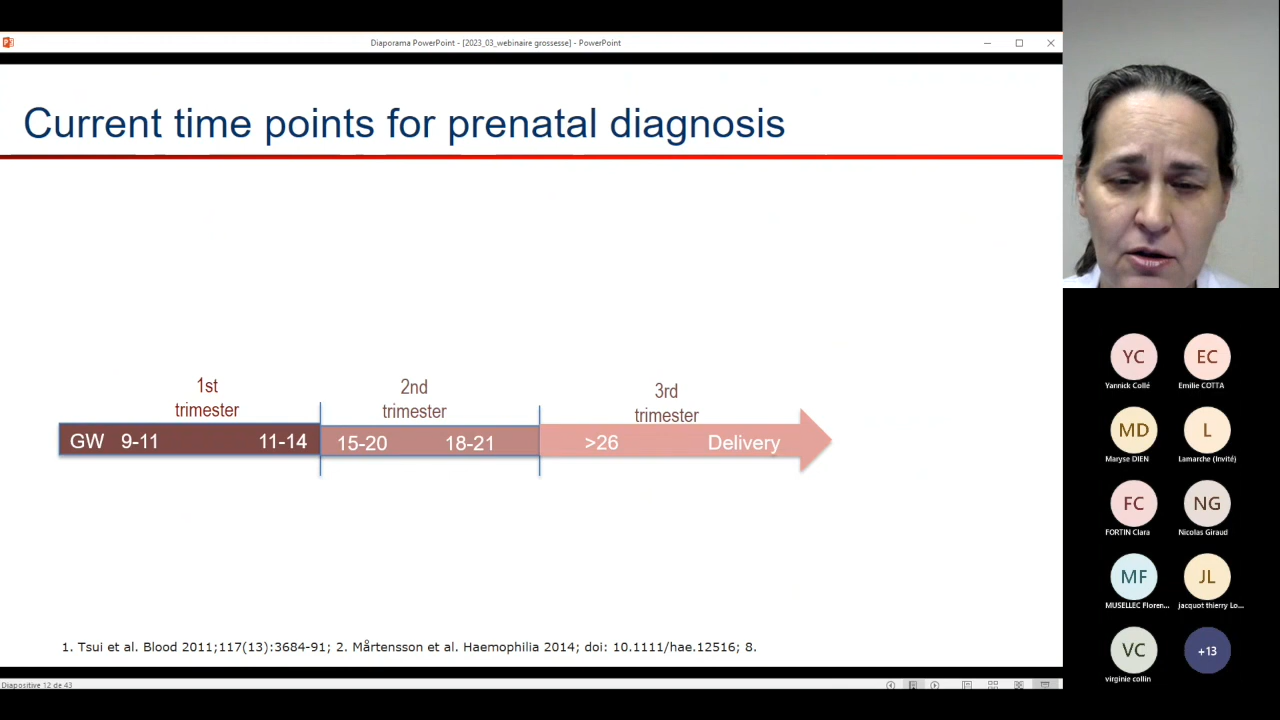 Diaporama PowerPoint - [2023_03_webinaire grossesse] - PowerPoint
Current time points for prenatal diagnosis
1st
trimester
2nd
trimester
3rd
trimester
GW 9-11 11-14 15-20 18-21 >26 Delivery
1. Tsui et al. Blood 2011;117(13):3684-91; 2. Mårtensson et al. Haemophilia 2014; doi: 10.1111/hae.12516; 8.
Diapositive 12 de 43
YC EC
Yannick Collé Emilie COTTA
MD L
Maryse DIEN Lamarche (Invité)
FC NG
FORTIN Clara Nicolas Giraud
MF JL
MUSELLEC Floren... jacquot thierry Lo...
VC +13
virginie collin